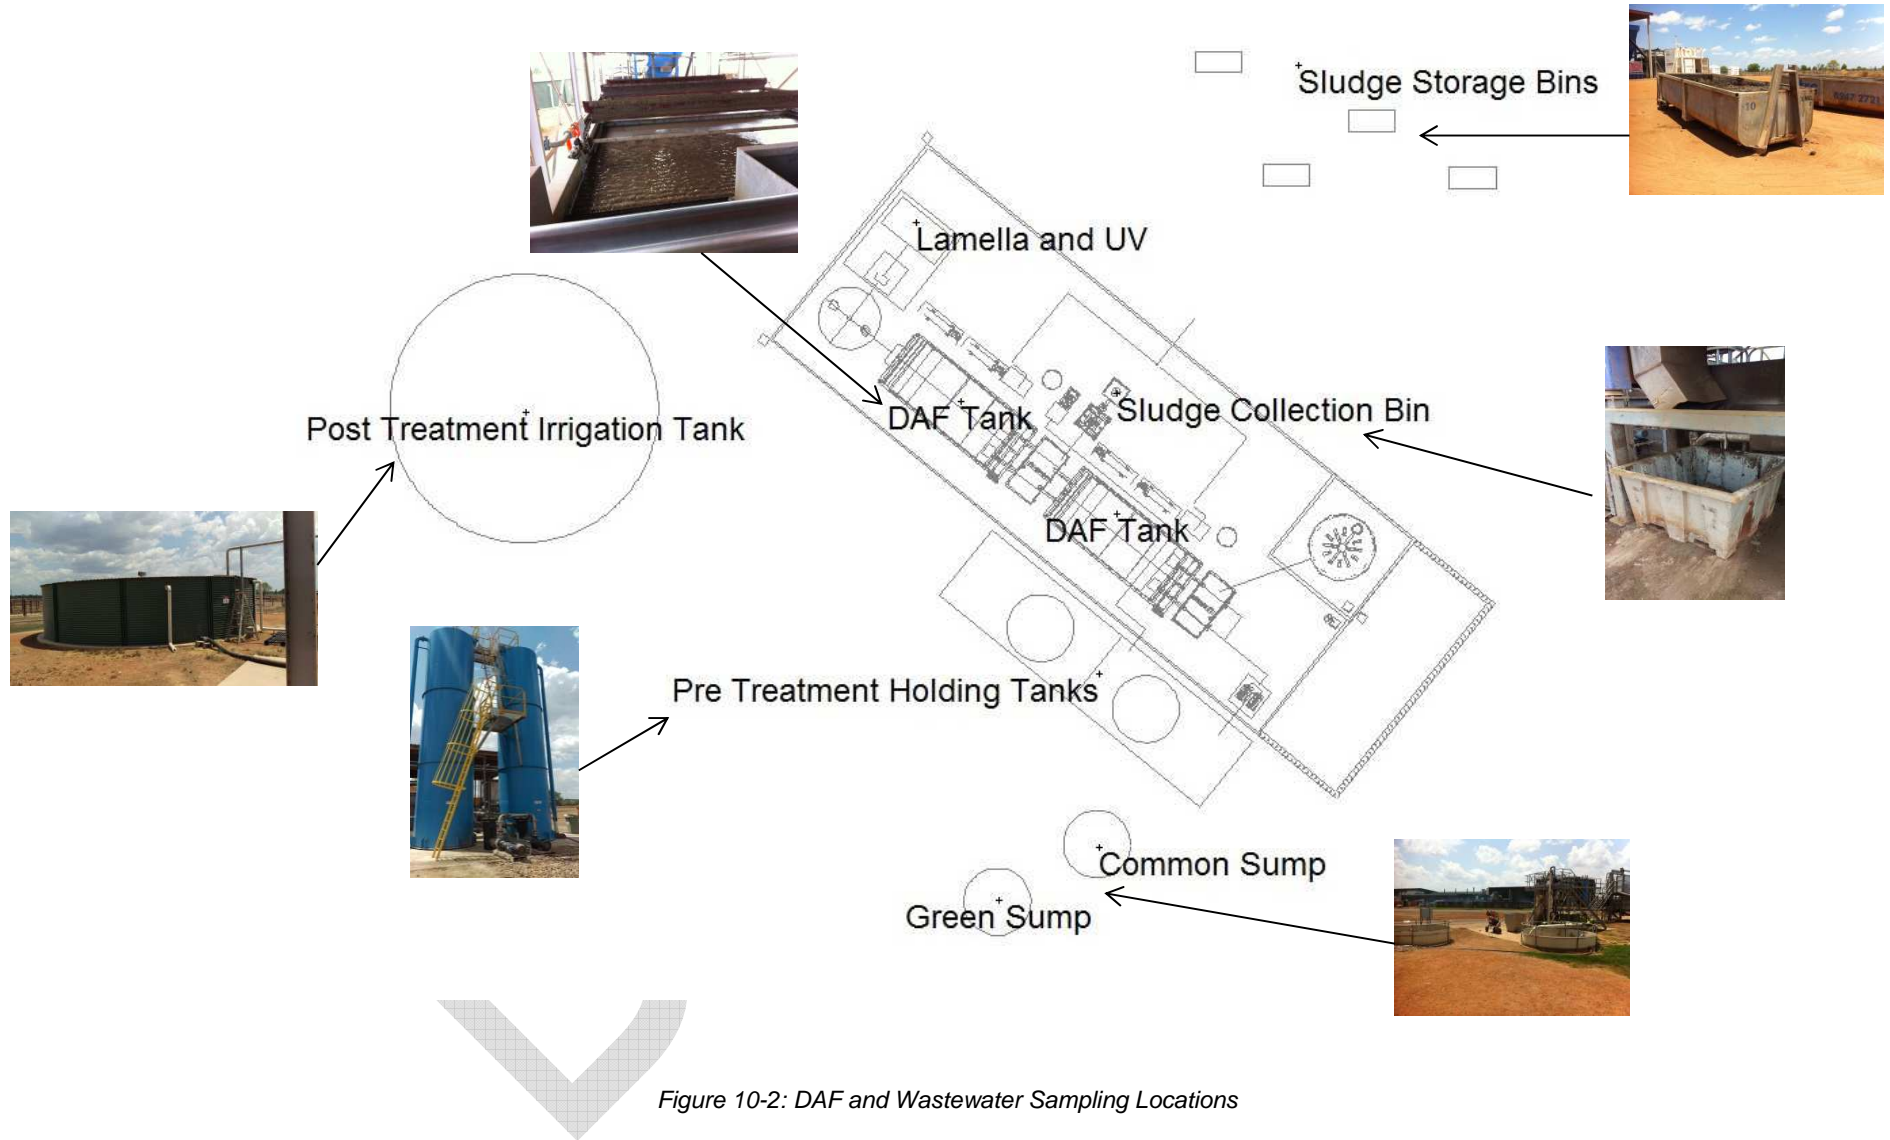 Sludge Storage Bins
10
Lamella and UV
Post Treatment Irrigation Tank
DAF Tank
Sludge Collection Bin
DAF Tank
Pre Treatment Holding Tanks
Common Sump
Green Sump
Figure 10-2: DAF and Wastewater Sampling Locations